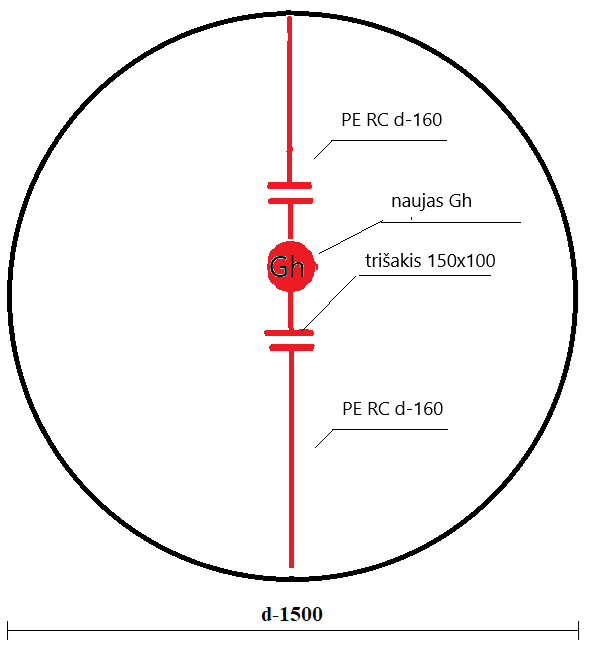 PE RC d-160
naujas Gh
Gh
trišakis 150x100
PE RC d-160
d-1500